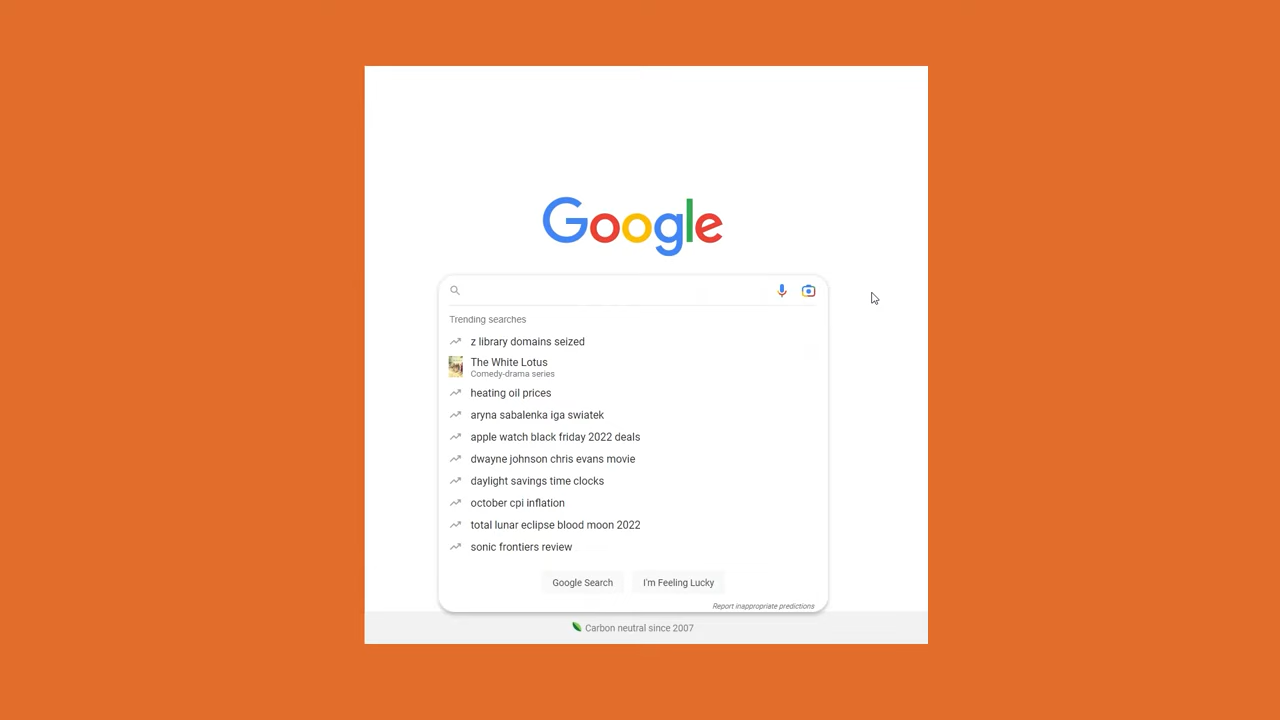 Google
Trending searches
z library domains seized
The White Lotus
Comedy-drama series
heating oil prices
aryna sabalenka iga swiatek
apple watch black friday 2022 deals
dwayne johnson chris evans movie
daylight savings time clocks
october cpi inflation
total lunar eclipse blood moon 2022
sonic frontiers review
Google Search I'm Feeling Lucky
Report inappropriate predictions
Carbon neutral since 2007